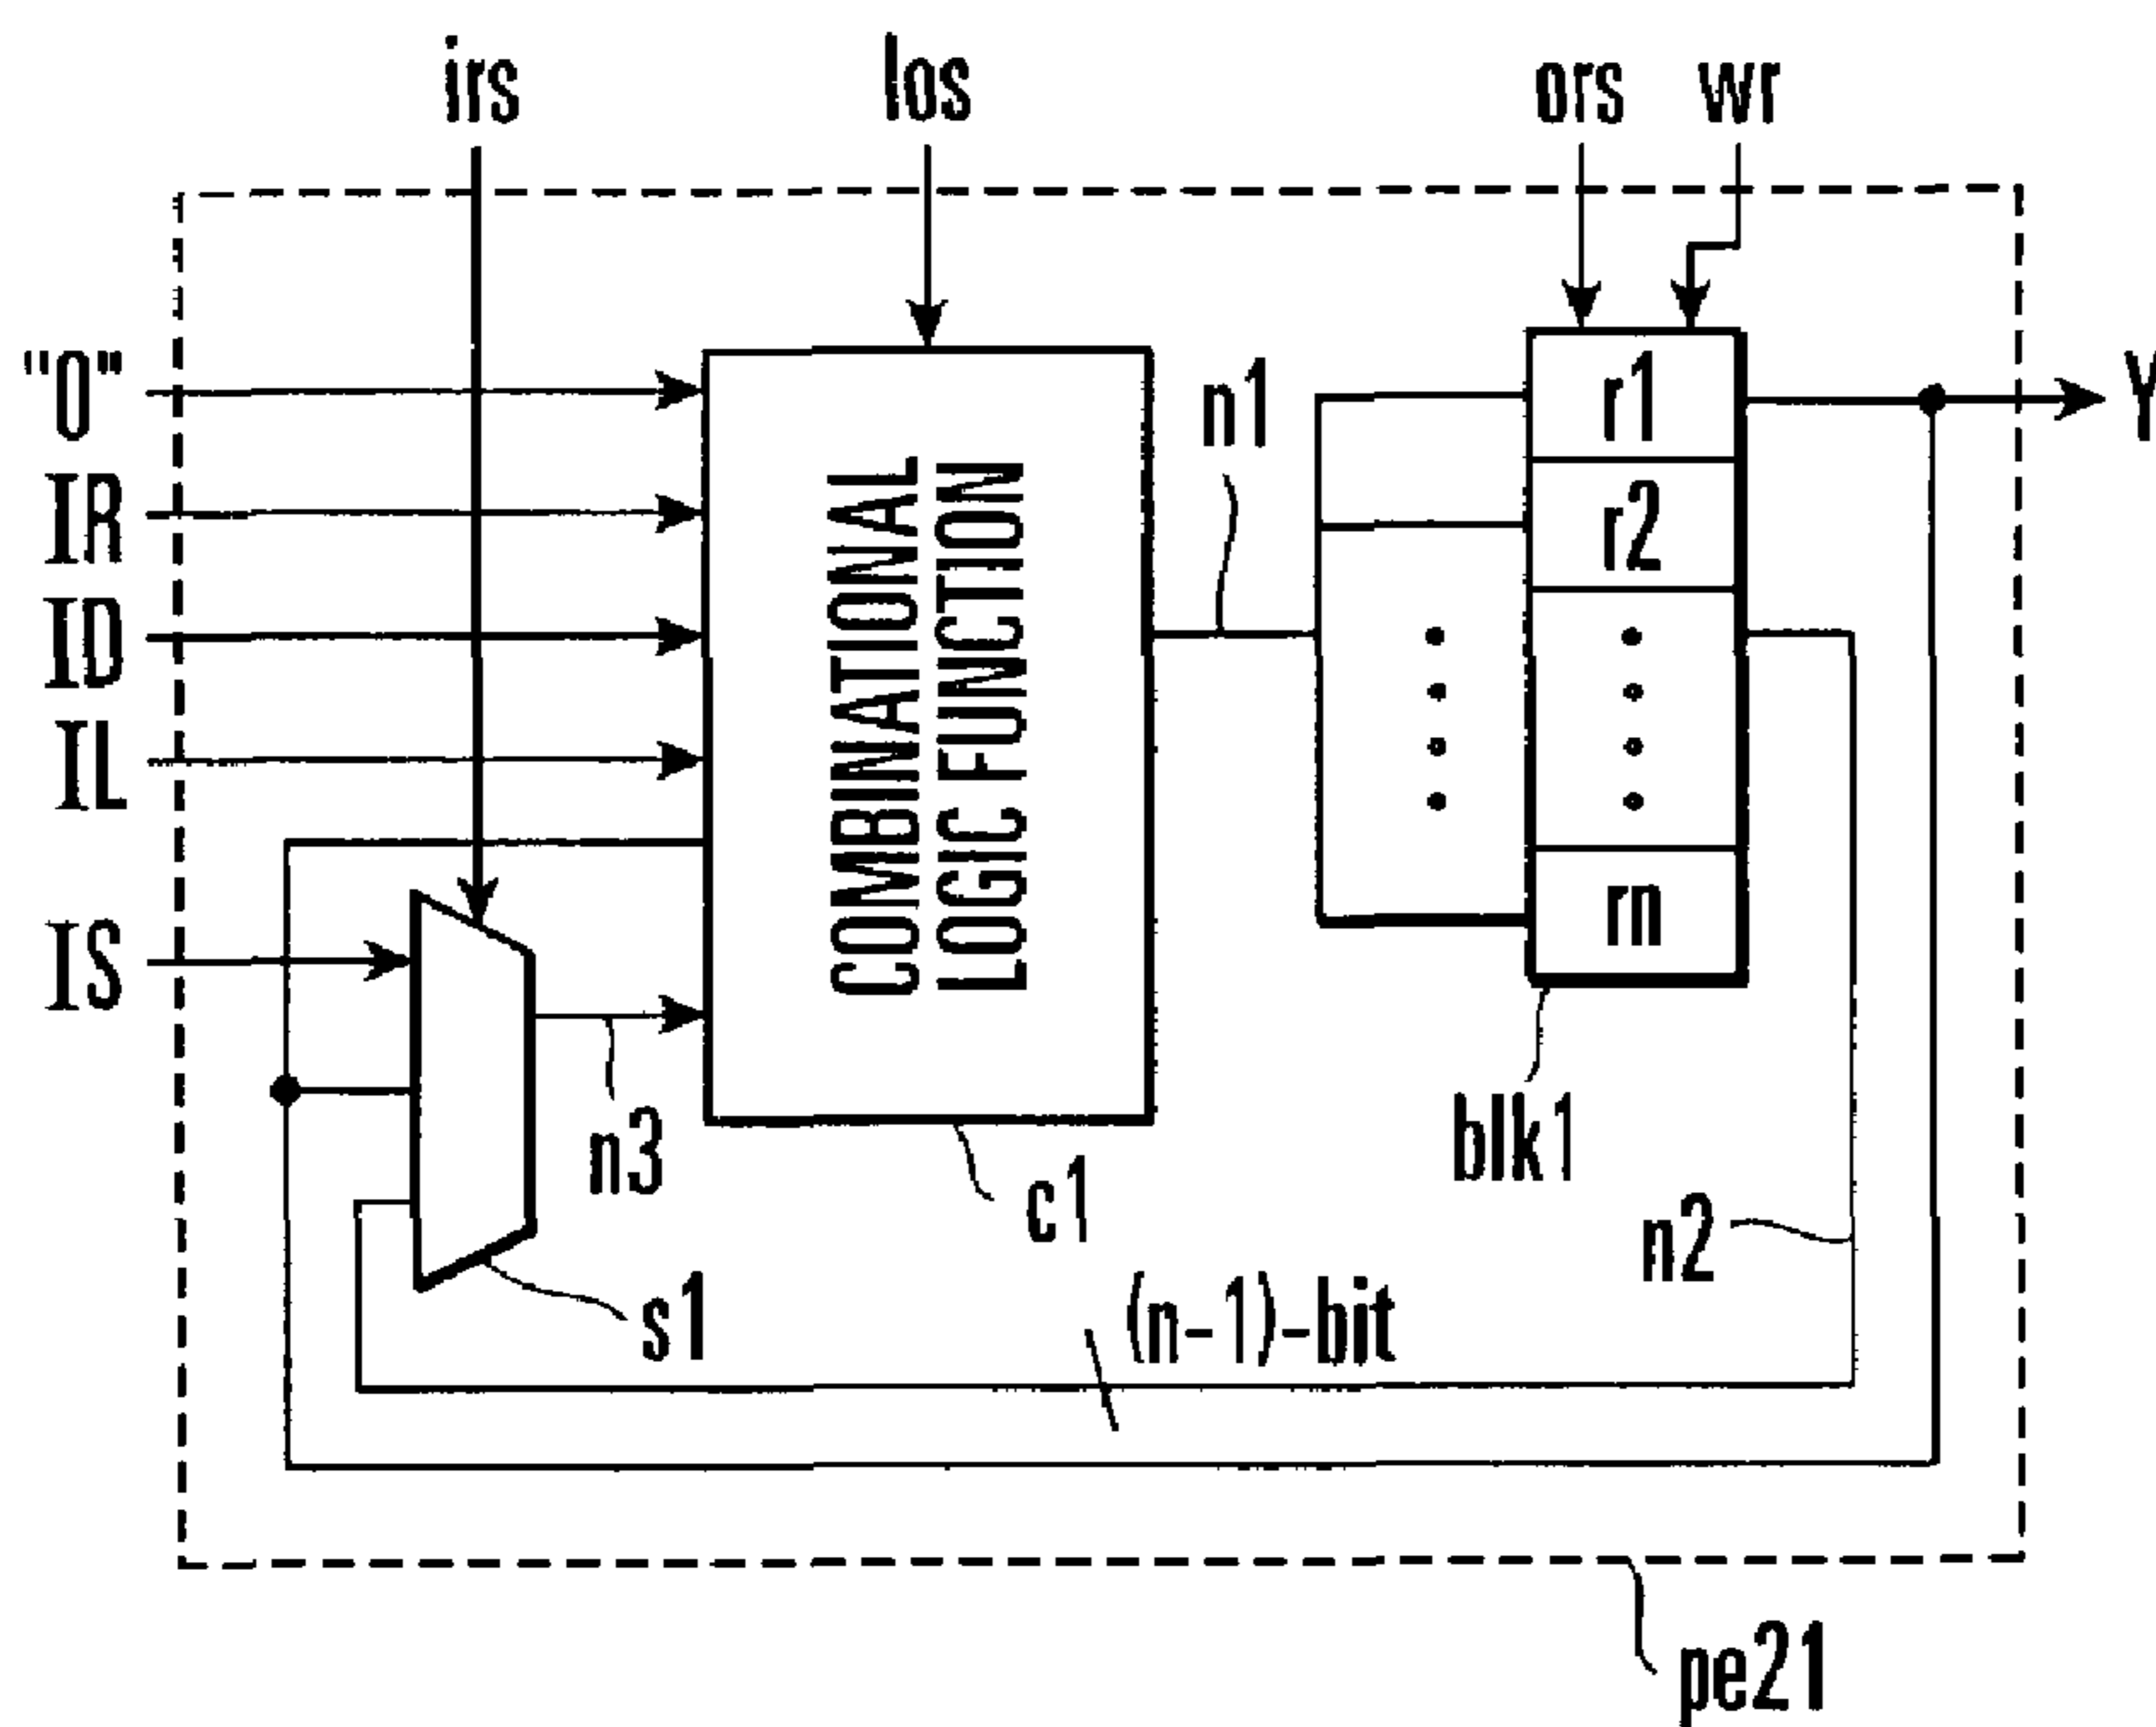 irs
los
ors
wr
"0"
IR
ID
IL
IS
COMBINATIONAL
LOGIC FUNCTION
n1
r1
r2
rn
Y
n3
c1
blk1
n2
s1
(n-1)-bit
pe21